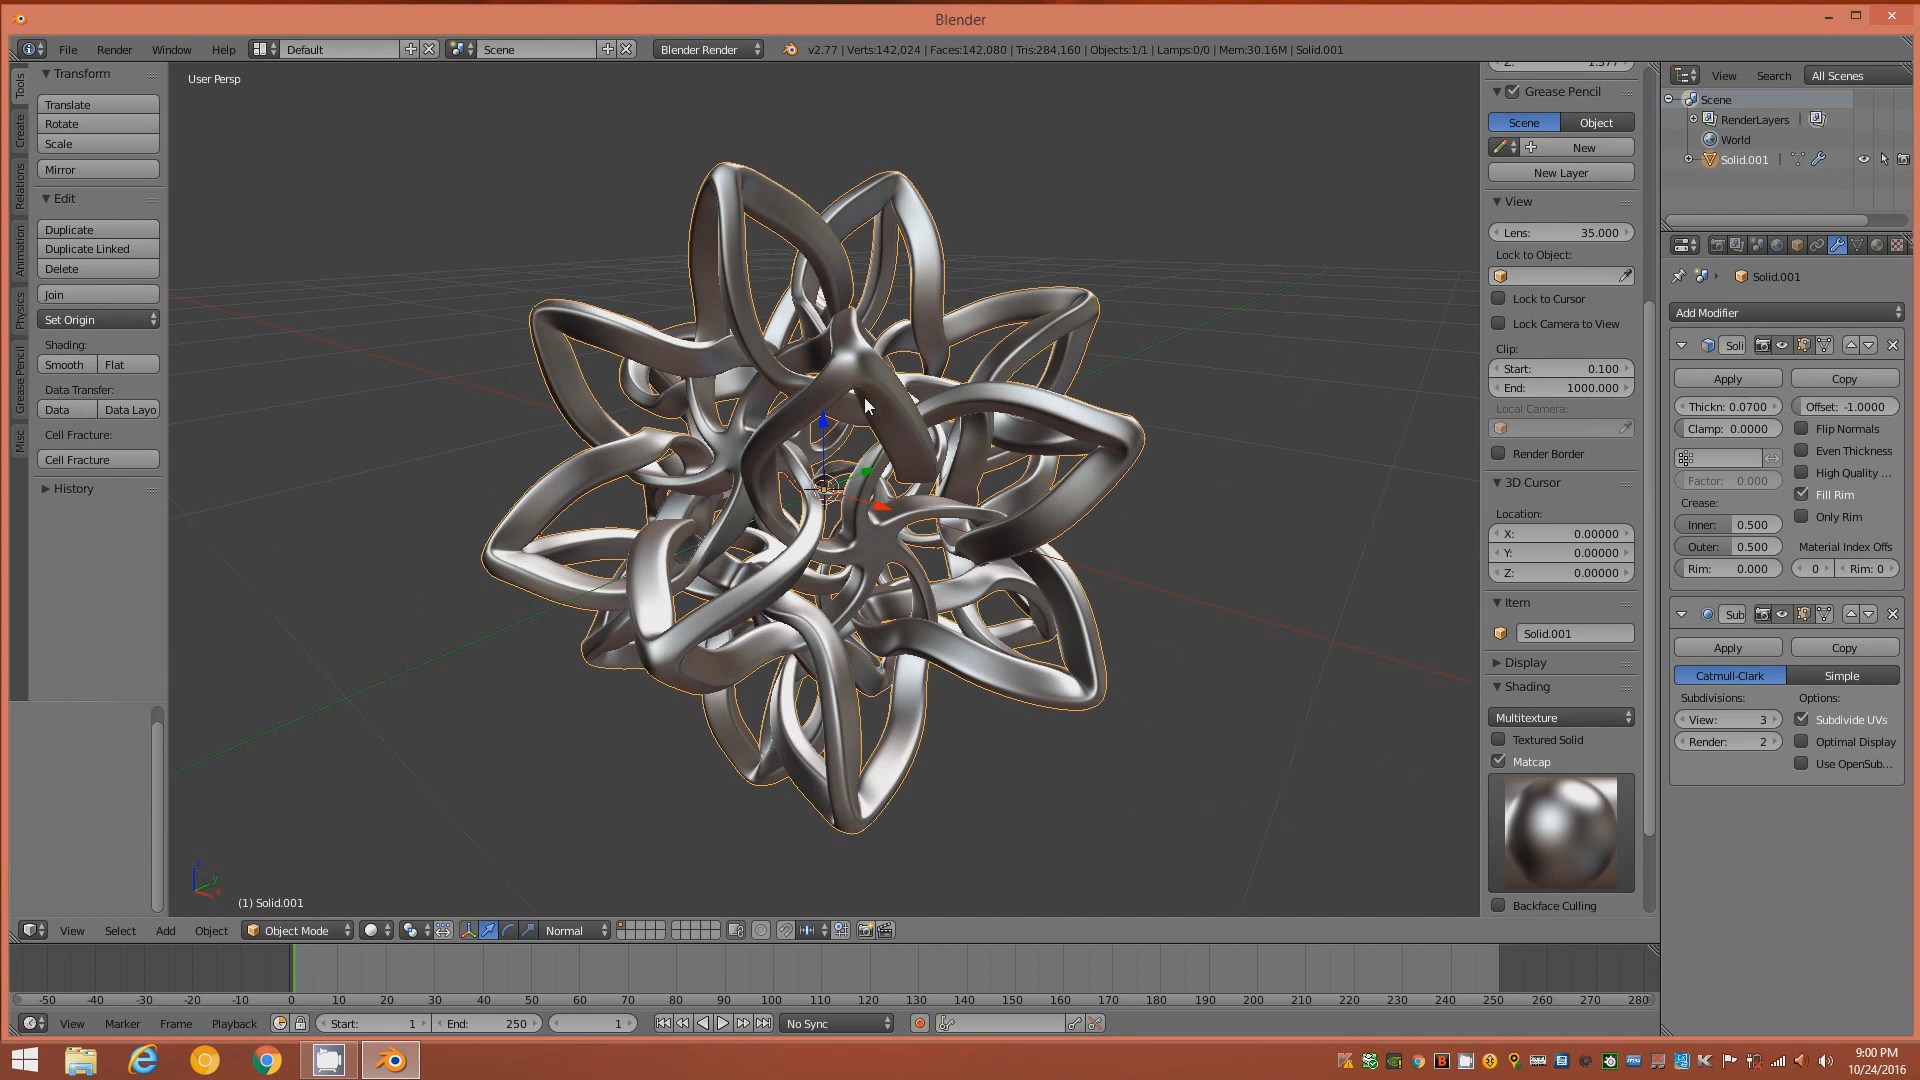 Blender
File Render Window Help Default Scene Blender Render v2.77 | Verts:142,024 | Faces:142,080 | Tris:284,160 | Objects:1/1 | Lamps:0/0 | Mem:30.16M | Solid.001
Tools
Create
Relations
Animation
Physics
Grease Pencil
Misc
Transform
Translate
Rotate
Scale
Mirror
Edit
Duplicate
Duplicate Linked
Delete
Join
Set Origin
Shading:
Smooth Flat
Data Transfer:
Data Data Layo
Cell Fracture:
Cell Fracture
History
User Persp
(1) Solid.001
Grease Pencil
Scene Object
New
New Layer
View
Lens: 35.000
Lock to Object:
Lock to Cursor
Lock Camera to View
Clip:
Start: 0.100
End: 1000.000
Local Camera:
Render Border
3D Cursor
Location:
X: 0.00000
Y: 0.00000
Z: 0.00000
Item
Solid.001
Display
Shading
Multitexture
Textured Solid
Matcap
Backface Culling
View Search All Scenes
Scene
RenderLayers
World
Solid.001
Solid.001
Add Modifier
Soli
Apply Copy
Thickn: 0.0700 Offset: -1.0000
Clamp: 0.0000 Flip Normals
Even Thickness
High Quality ...
Factor: 0.000
Fill Rim
Crease:
Only Rim
Inner: 0.500
Outer: 0.500 Material Index Offs
Rim: 0.000 0 Rim: 0
Sub
Apply Copy
Catmull-Clark Simple
Subdivisions: Options:
View: 3 Subdivide UVs
Render: 2 Optimal Display
Use OpenSub...
View Select Add Object Object Mode Normal
-50 -40 -30 -20 -10 0 10 20 30 40 50 60 70 80 90 100 110 120 130 140 150 160 170 180 190 200 210 220 230 240 250 260 270 280
View Marker Frame Playback Start: 1 End: 250 1 No Sync
9:00 PM
10/24/2016